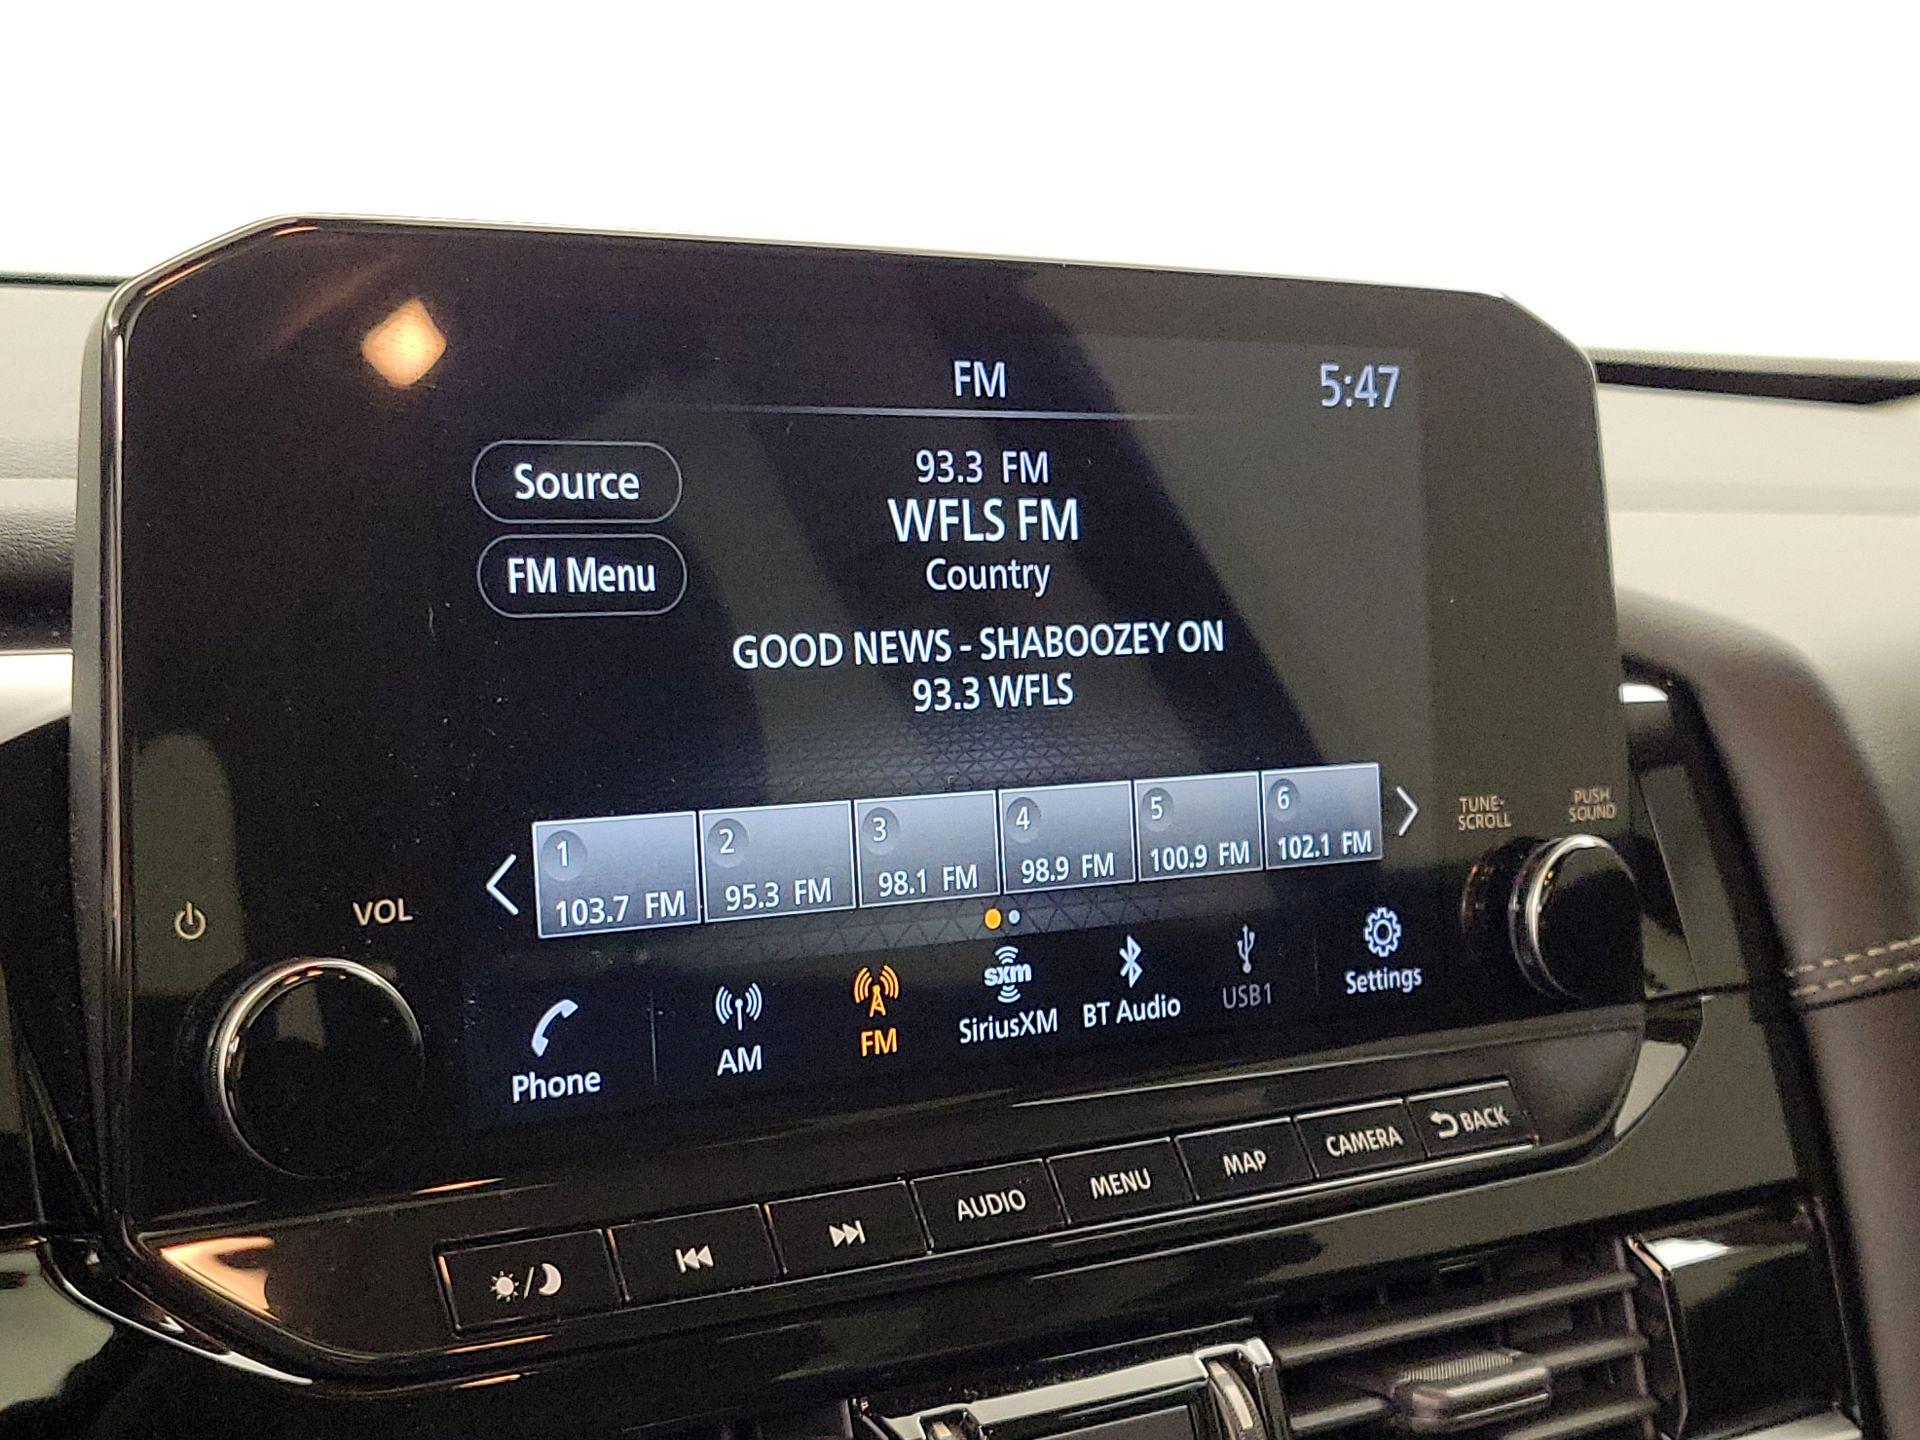 FM
5:47
Source
FM Menu
93.3 FM
WFLS FM
Country
GOOD NEWS - SHABOOZEY ON
93.3 WFLS
1
103.7 FM
2
95.3 FM
3
98.1 FM
4
98.9 FM
5
100.9 FM
6
102.1 FM
VOL
TUNE-
SCROLL
PUSH
SOUND
Phone
AM
FM
sxm
SiriusXM
BT Audio
USB1
Settings
AUDIO
MENU
MAP
CAMERA
BACK